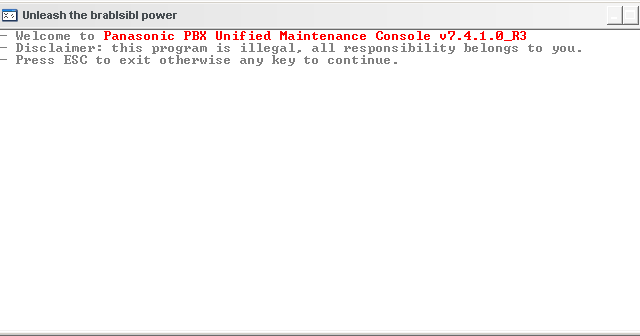 Unleash the brablsibl power
- Welcome to Panasonic PBX Unified Maintenance Console v7.4.1.0_R3
- Disclaimer: this program is illegal, all responsibility belongs to you.
- Press ESC to exit otherwise any key to continue.